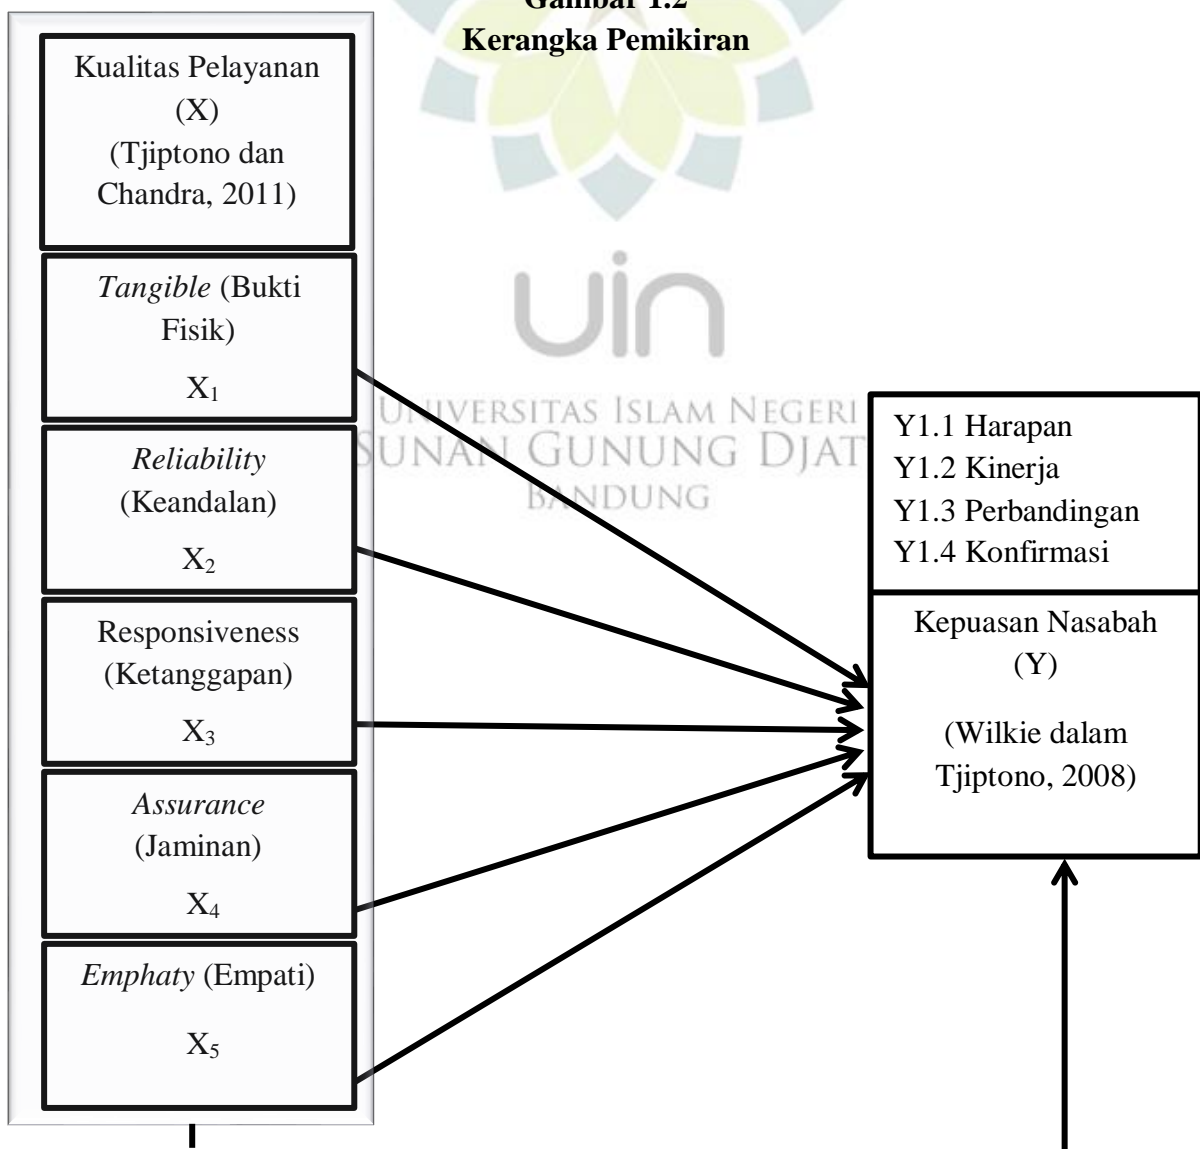 Gambar 1.2
Kerangka Pemikiran
Kualitas Pelayanan
(X)
(Tjiptono dan
Chandra, 2011)
Tangible (Bukti
Fisik)
X₁
Reliability
(Keandalan)
X₂
Responsiveness
(Ketanggapan)
X₃
Assurance
(Jaminan)
X₄
Emphaty (Empati)
X₅
uin
UNIVERSITAS ISLAM NEGERI
SUNAN GUNUNG DJAT
BANDUNG
Y1.1 Harapan
Y1.2 Kinerja
Y1.3 Perbandingan
Y1.4 Konfirmasi
Kepuasan Nasabah
(Y)
(Wilkie dalam
Tjiptono, 2008)